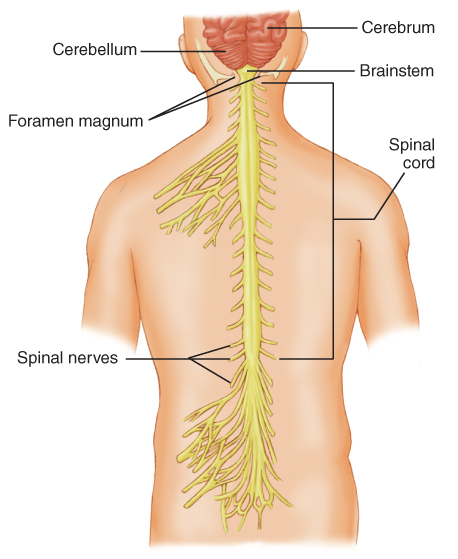 Cerebrum
Cerebellum
Brainstem
Foramen magnum
Spinal
cord
Spinal nerves